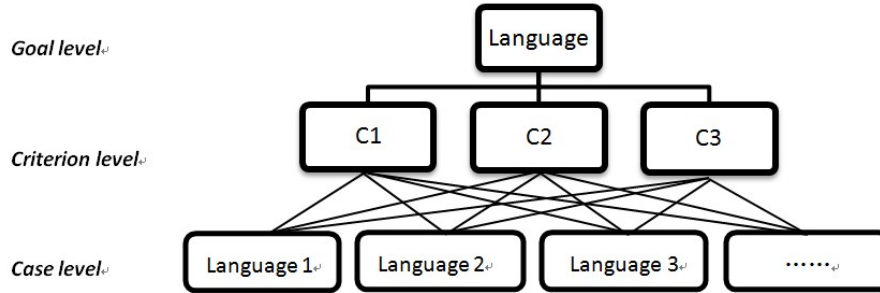 Goal level
Language
Criterion level
C1
C2
C3
Case level
Language 1
Language 2
Language 3
……